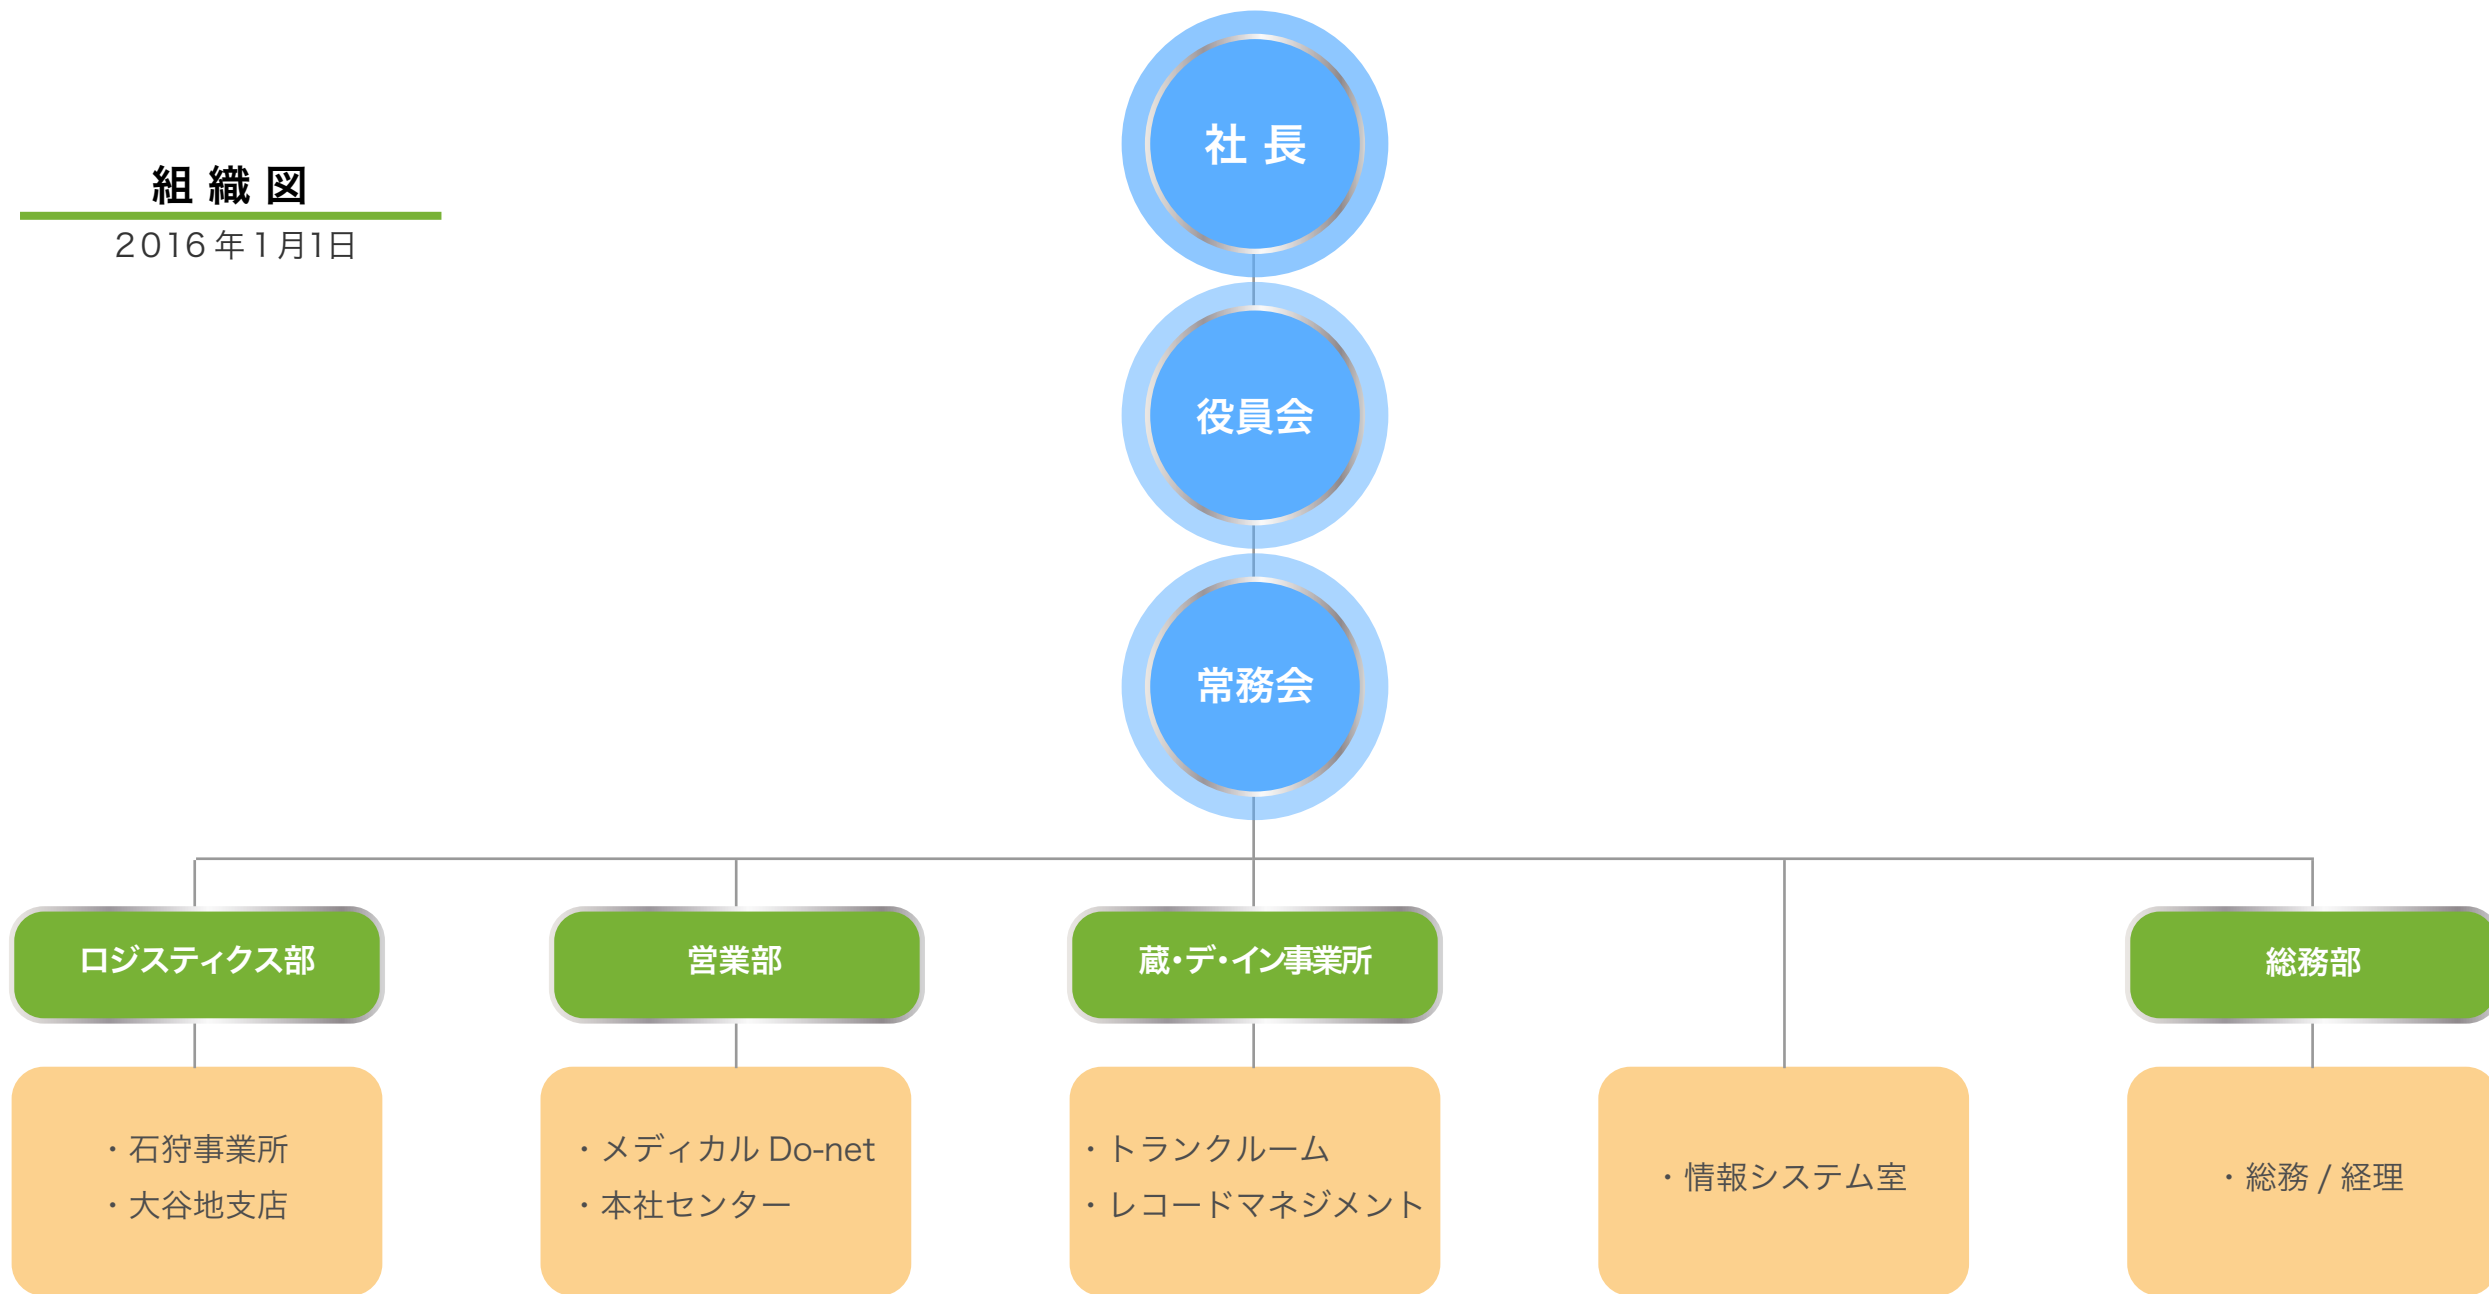 組織図
2016年1月1日
社長
役員会
常務会
ロジスティクス部
営業部
蔵・デ・イン事業所
総務部
・石狩事業所
・大谷地支店
・メディカル Do-net
・本社センター
・トランクルーム
・レコードマネジメント
・情報システム室
・総務 / 経理